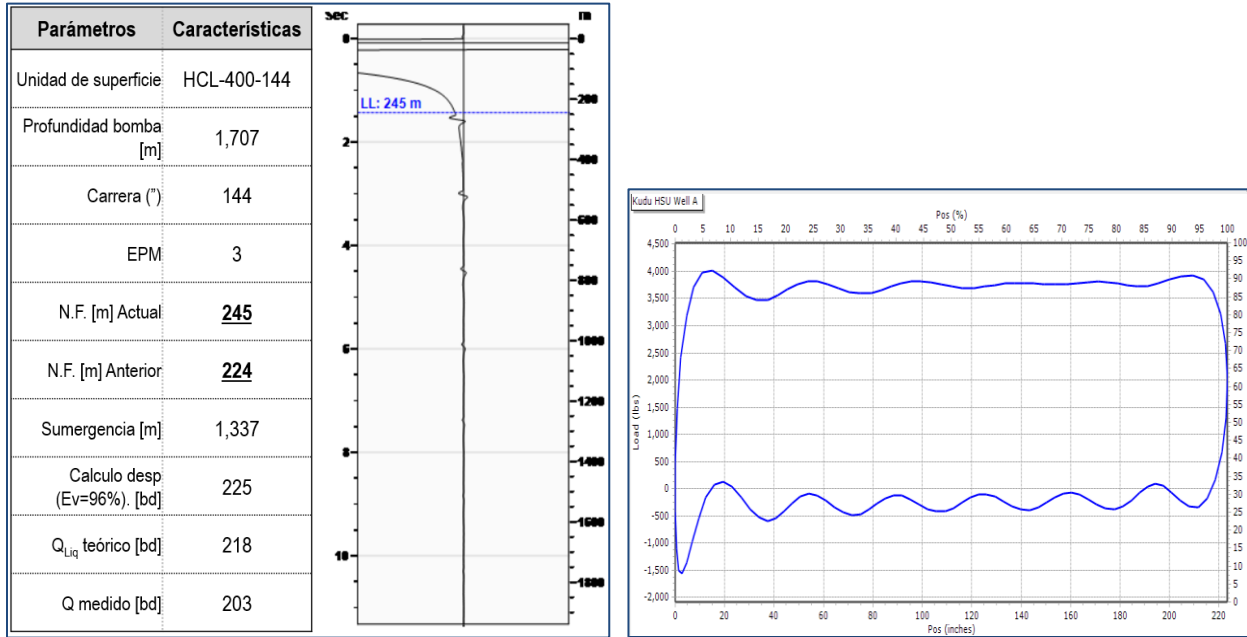 Parámetros Características
Unidad de superficie HCL-400-144
Profundidad bomba
[m] 1,707
Carrera (") 144
EPM 3
N.F. [m] Actual 245
N.F. [m] Anterior 224
Sumergencia [m] 1,337
Calculo desp
(Ev=96%). [bd] 225
QLiq teórico [bd] 218
Q medido [bd] 203
sec m
0 0
200
LL: 245 m
2
400
600
4
800
6 1000
1200
8
1400
1600
10
1800
Kudu HSU Well A
Pos (%)
0 5 10 15 20 25 30 35 40 45 50 55 60 65 70 75 80 85 90 95 100
4,500
4,000
3,500
3,000
2,500
2,000
1,500
1,000
500
0
-500
-1,000
-1,500
-2,000
Load (lbs)
100
95
90
85
80
75
70
65
60
55
50
45
40
35
30
25
20
15
10
5
0
0 20 40 60 80 100 120 140 160 180 200 220
Pos (inches)